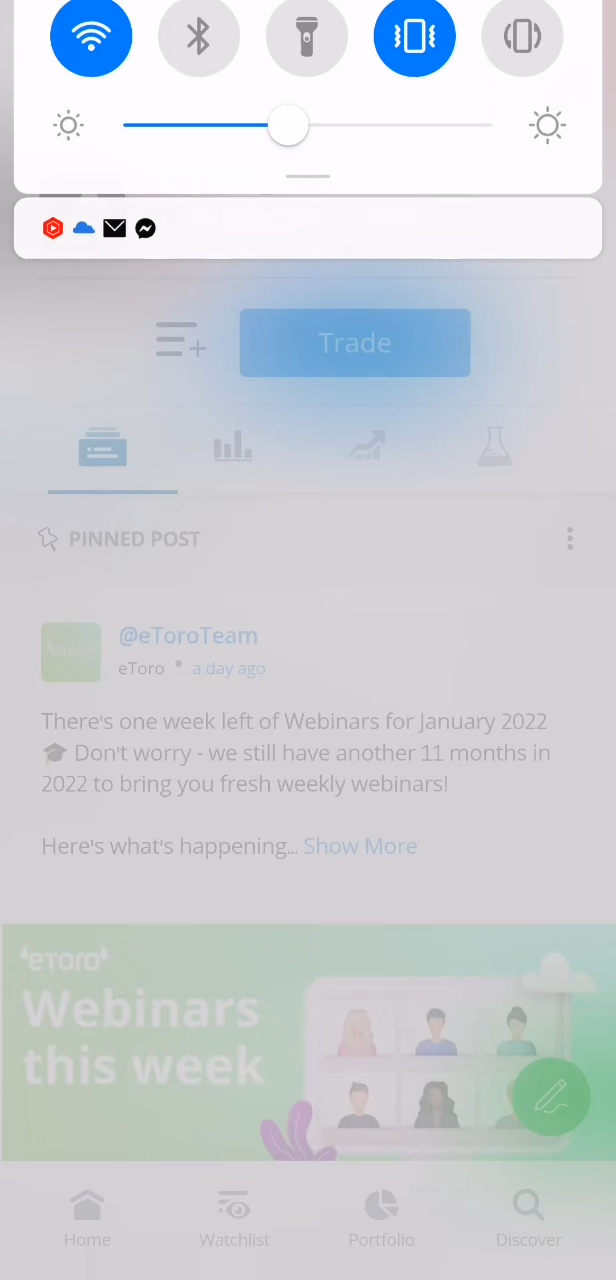 Trade
PINNED POST
@eToroTeam
eToro • a day ago
There's one week left of Webinars for January 2022
🎓 Don't worry - we still have another 11 months in
2022 to bring you fresh weekly webinars!
Here's what's happening... Show More
eToro
Webinars
this week
Home
Watchlist
Portfolio
Discover